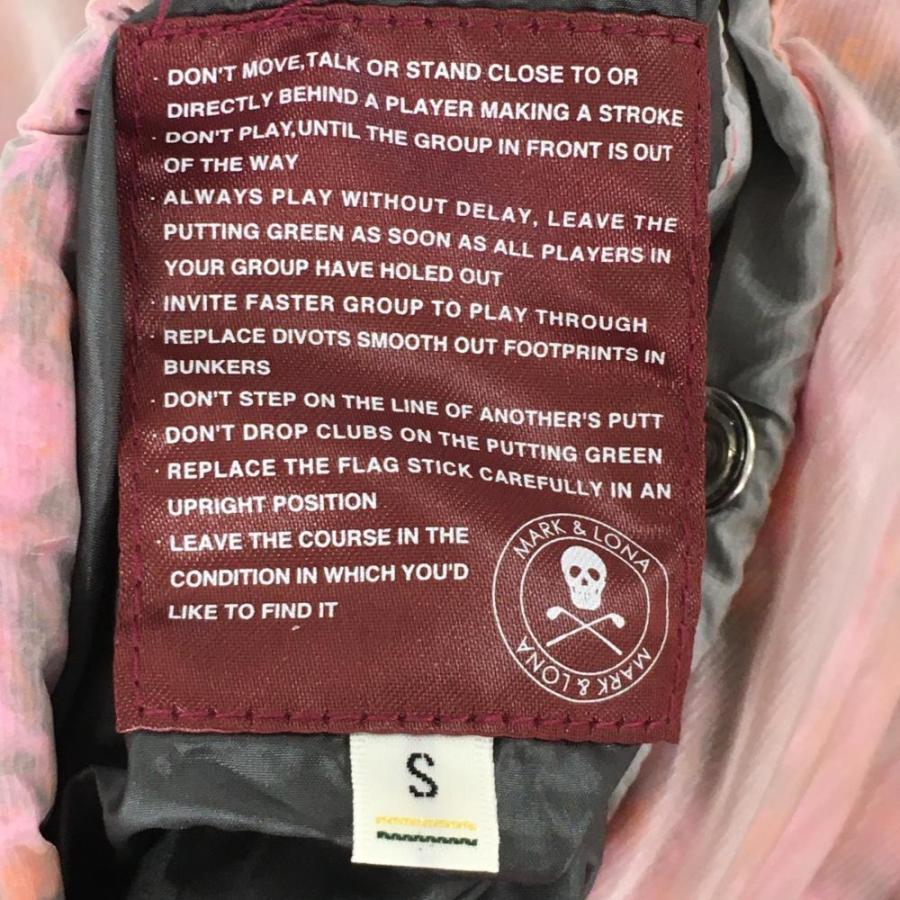 · DON'T MOVE,TALK OR STAND CLOSE TO OR
DIRECTLY BEHIND A PLAYER MAKING A STROKE
· DON'T PLAY,UNTIL THE GROUP IN FRONT IS OUT
OF THE WAY
· ALWAYS PLAY WITHOUT DELAY, LEAVE THE
PUTTING GREEN AS SOON AS ALL PLAYERS IN
YOUR GROUP HAVE HOLED OUT
· INVITE FASTER GROUP TO PLAY THROUGH
· REPLACE DIVOTS SMOOTH OUT FOOTPRINTS IN
BUNKERS
· DON'T STEP ON THE LINE OF ANOTHER'S PUTT
· DON'T DROP CLUBS ON THE PUTTING GREEN
· REPLACE THE FLAG STICK CAREFULLY IN AN
UPRIGHT POSITION
· LEAVE THE COURSE IN THE
CONDITION IN WHICH YOU'D
LIKE TO FIND IT
MARK & LONA
MARK & LONA
S